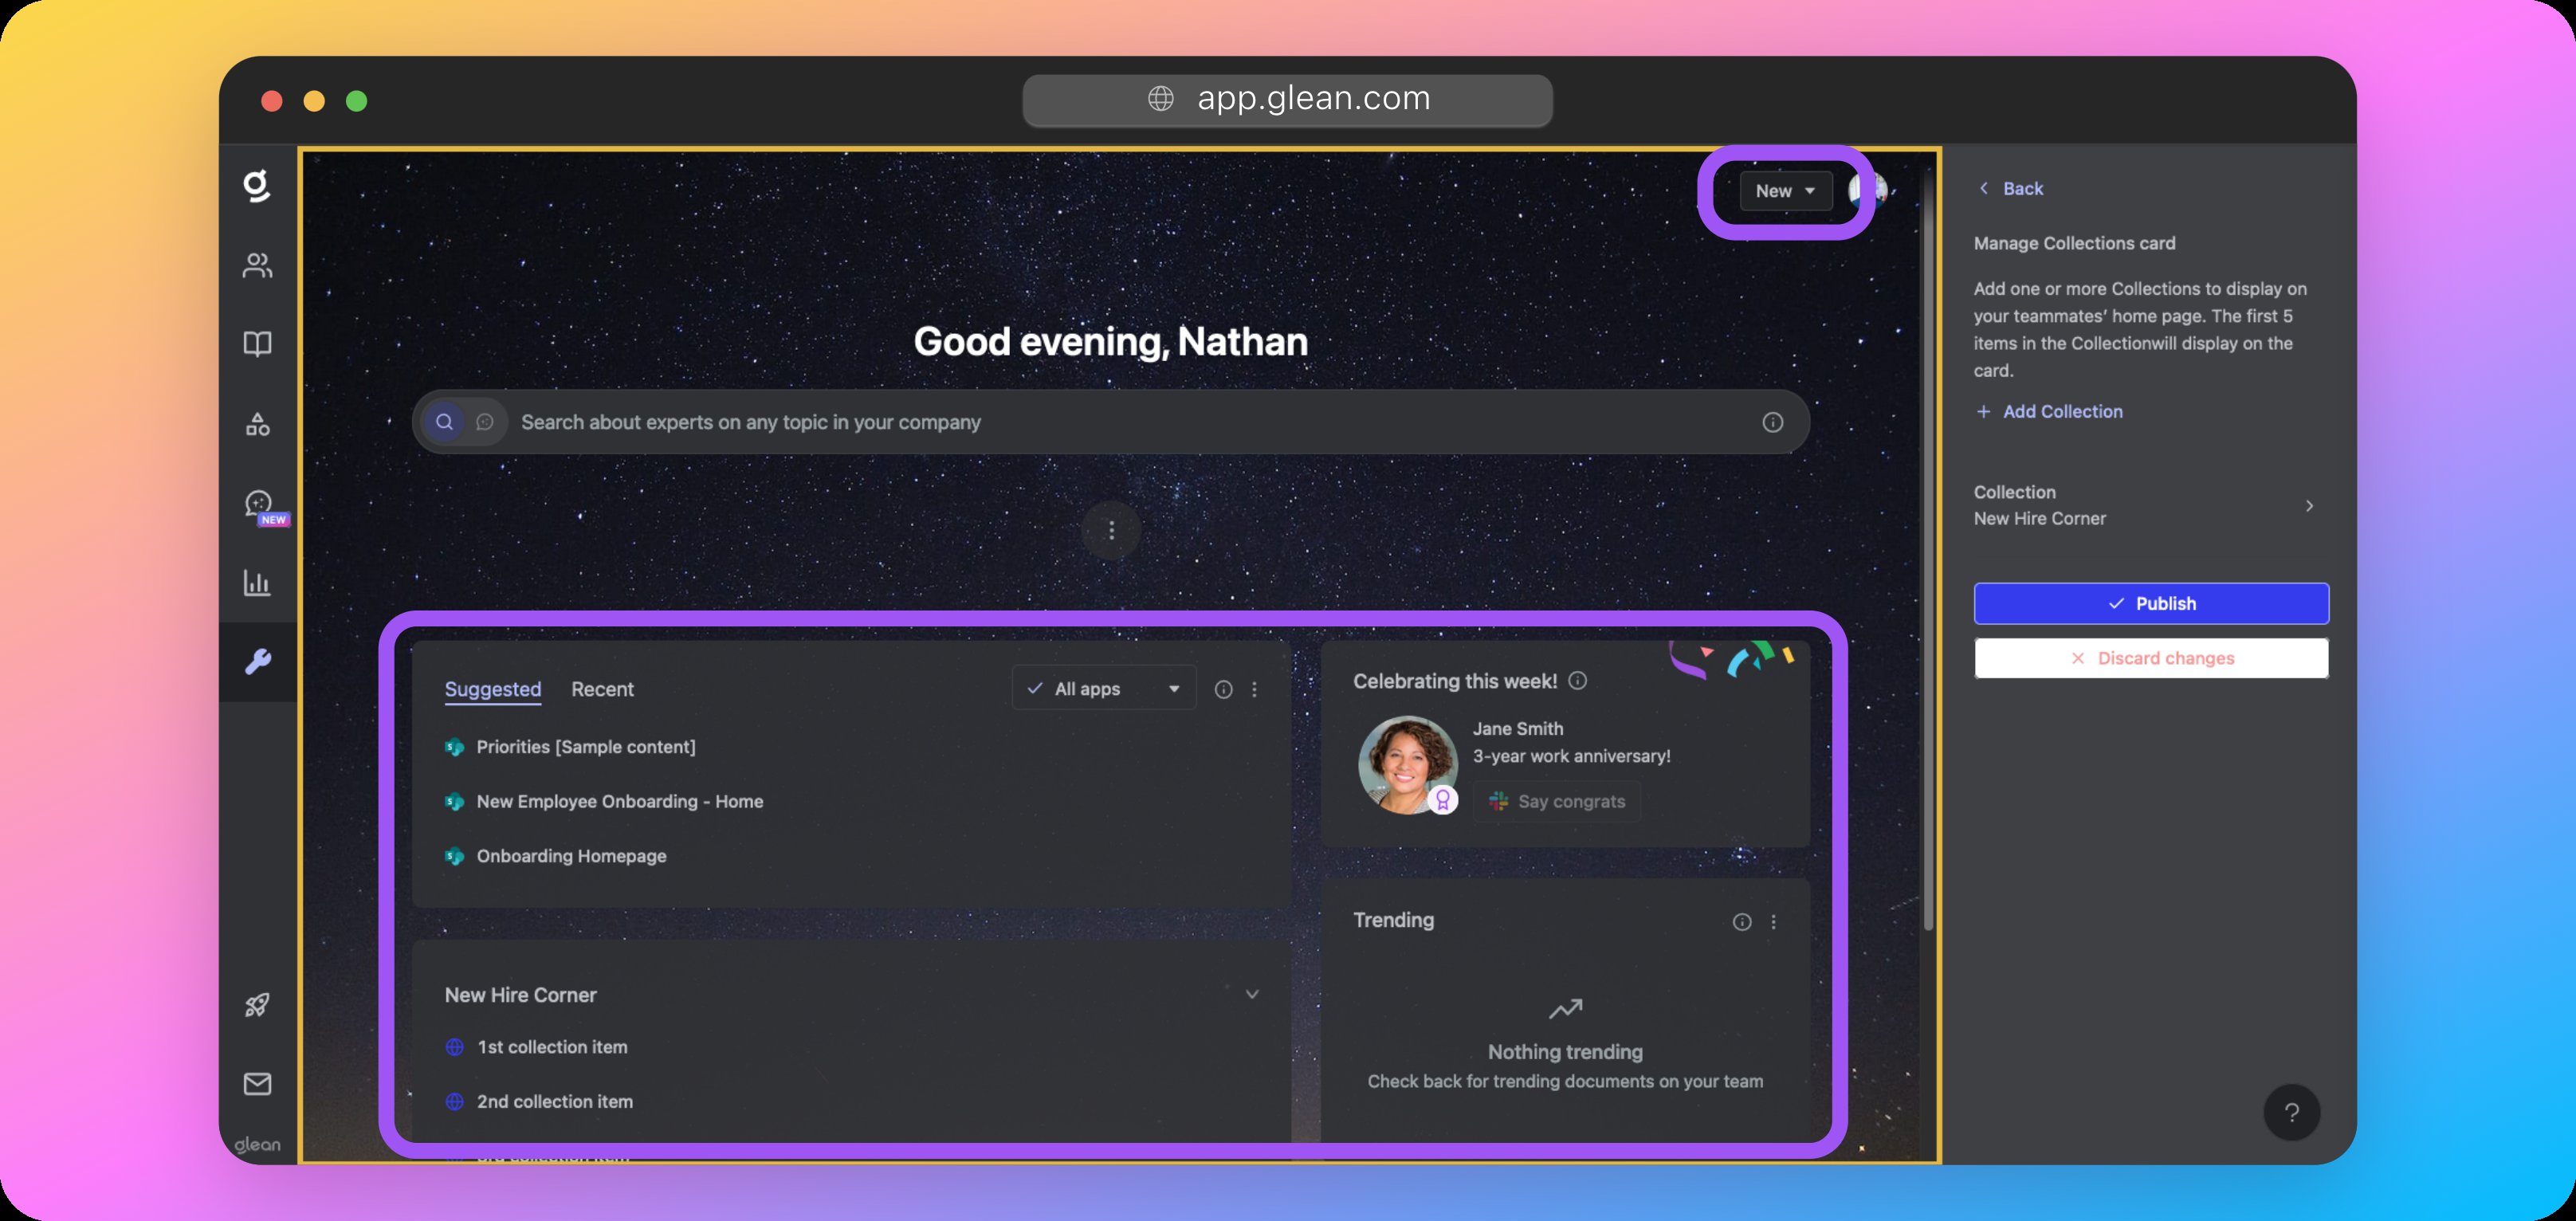 app.glean.com
New
Back
Manage Collections card
Add one or more Collections to display on
your teammates' home page. The first 5
items in the Collectionwill display on the
card.
+ Add Collection
Collection
New Hire Corner
Publish
Discard changes
Good evening, Nathan
Search about experts on any topic in your company
NEW
Suggested Recent
All apps
Priorities [Sample content]
New Employee Onboarding - Home
Onboarding Homepage
Celebrating this week!
Jane Smith
3-year work anniversary!
Say congrats
Trending
Nothing trending
Check back for trending documents on your team
New Hire Corner
1st collection item
2nd collection item
glean
?